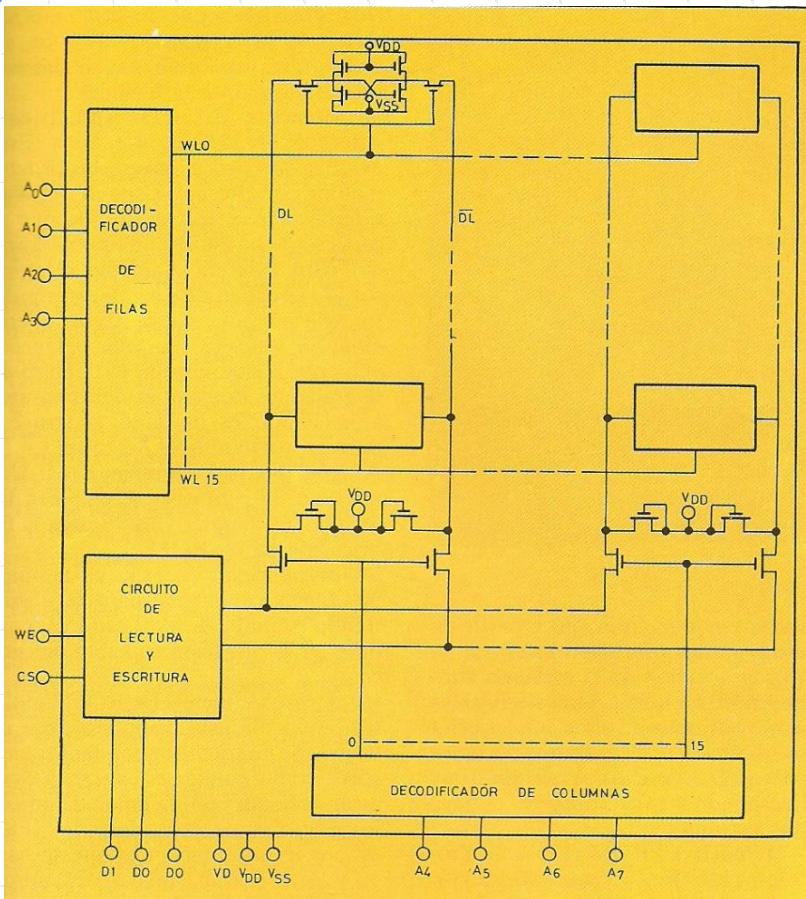 VDD
VSS
WL0
A0
DECODI-
FICADOR
DE
FILAS
A1
A2
A3
DL
DL
WL 15
VDD
VDD
CIRCUITO
DE
LECTURA
Y
ESCRITURA
WE
CS
0
15
DECODIFICADOR DE COLUMNAS
D1
D0
D0
VD
VDD
VSS
A4
A5
A6
A7